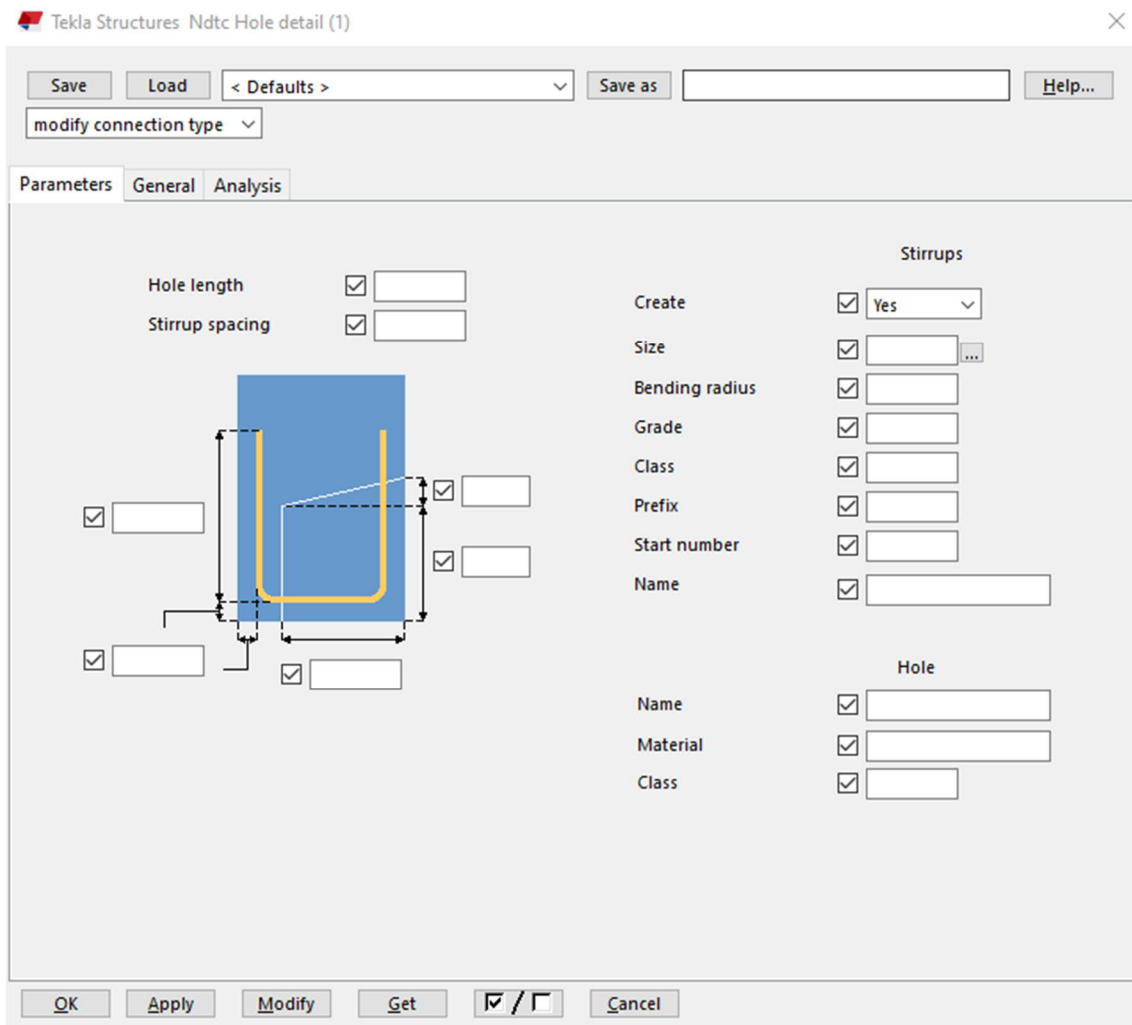 Tekla Structures  Ndtc Hole detail (1)
Save Load < Defaults > Save as Help...
modify connection type
Parameters General Analysis
Hole length
Stirrup spacing
Stirrups
Create Yes
Size ...
Bending radius
Grade
Class
Prefix
Start number
Name
Hole
Name
Material
Class
OK Apply Modify Get / Cancel